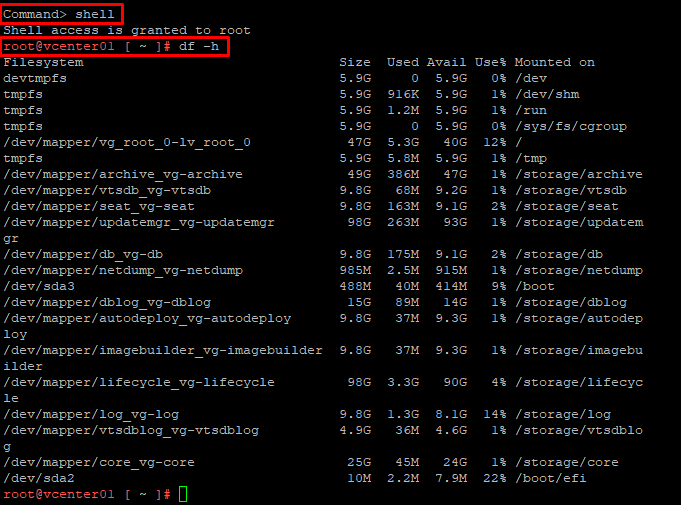 Command> shell
Shell access is granted to root
root@vcenter01 [ ~ ]# df -h
Filesystem                                Size  Used Avail Use% Mounted on
devtmpfs                                  5.9G     0  5.9G   0% /dev
tmpfs                                     5.9G  916K  5.9G   1% /dev/shm
tmpfs                                     5.9G  1.2M  5.9G   1% /run
tmpfs                                     5.9G     0  5.9G   0% /sys/fs/cgroup
/dev/mapper/vg_root_0-lv_root_0            47G  5.3G   40G  12% /
tmpfs                                     5.9G  5.8M  5.9G   1% /tmp
/dev/mapper/archive_vg-archive             49G  386M   47G   1% /storage/archive
/dev/mapper/vtsdb_vg-vtsdb                9.8G   68M  9.2G   1% /storage/vtsdb
/dev/mapper/seat_vg-seat                  9.8G  163M  9.1G   2% /storage/seat
/dev/mapper/updatemgr_vg-updatemgr         98G  263M   93G   1% /storage/updatem
gr
/dev/mapper/db_vg-db                      9.8G  175M  9.1G   2% /storage/db
/dev/mapper/netdump_vg-netdump            985M  2.5M  915M   1% /storage/netdump
/dev/sda3                                 488M   40M  414M   9% /boot
/dev/mapper/dblog_vg-dblog                 15G   89M   14G   1% /storage/dblog
/dev/mapper/autodeploy_vg-autodeploy      9.8G   37M  9.3G   1% /storage/autodep
loy
/dev/mapper/imagebuilder_vg-imagebuilder  9.8G   37M  9.3G   1% /storage/imagebu
ilder
/dev/mapper/lifecycle_vg-lifecycle         98G  3.3G   90G   4% /storage/lifecyc
le
/dev/mapper/log_vg-log                    9.8G  1.3G  8.1G  14% /storage/log
/dev/mapper/vtsdblog_vg-vtsdblog          4.9G   36M  4.6G   1% /storage/vtsdblo
g
/dev/mapper/core_vg-core                   25G   45M   24G   1% /storage/core
/dev/sda2                                  10M  2.2M  7.9M  22% /boot/efi
root@vcenter01 [ ~ ]#